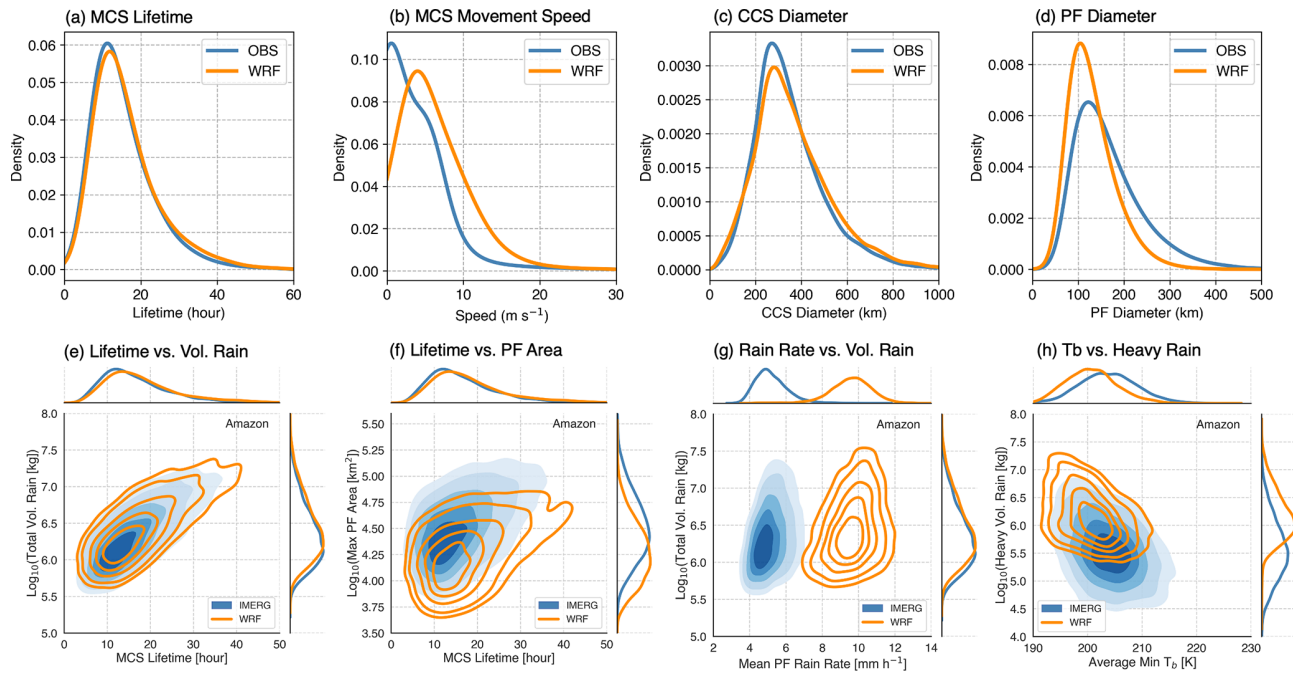 (a) MCS Lifetime
OBS
WRF
0.06
0.05
0.04
0.03
0.02
0.01
0.00
Density
0 20 40 60
Lifetime (hour)
(b) MCS Movement Speed
OBS
WRF
0.10
0.08
0.06
0.04
0.02
0.00
Density
0 10 20 30
Speed (m s⁻¹)
(c) CCS Diameter
OBS
WRF
0.0030
0.0025
0.0020
0.0015
0.0010
0.0005
0.0000
Density
0 200 400 600 800 1000
CCS Diameter (km)
(d) PF Diameter
OBS
WRF
0.008
0.006
0.004
0.002
0.000
Density
0 100 200 300 400 500
PF Diameter (km)
(e) Lifetime vs. Vol. Rain
Amazon
8.0
7.5
7.0
6.5
6.0
5.5
5.0
Log₁₀(Total Vol. Rain [kg])
IMERG
WRF
0 10 20 30 40 50
MCS Lifetime [hour]
(f) Lifetime vs. PF Area
Amazon
5.50
5.25
5.00
4.75
4.50
4.25
4.00
3.75
3.50
Log₁₀(Max PF Area [km²])
IMERG
WRF
0 10 20 30 40 50
MCS Lifetime [hour]
(g) Rain Rate vs. Vol. Rain
Amazon
8.0
7.5
7.0
6.5
6.0
5.5
5.0
Log₁₀(Total Vol. Rain [kg])
IMERG
WRF
2 4 6 8 10 12 14
Mean PF Rain Rate [mm h⁻¹]
(h) Tb vs. Heavy Rain
Amazon
8.0
7.5
7.0
6.5
6.0
5.5
5.0
4.5
4.0
Log₁₀(Heavy Vol. Rain [kg])
IMERG
WRF
190 200 210 220 230
Average Min T_b [K]